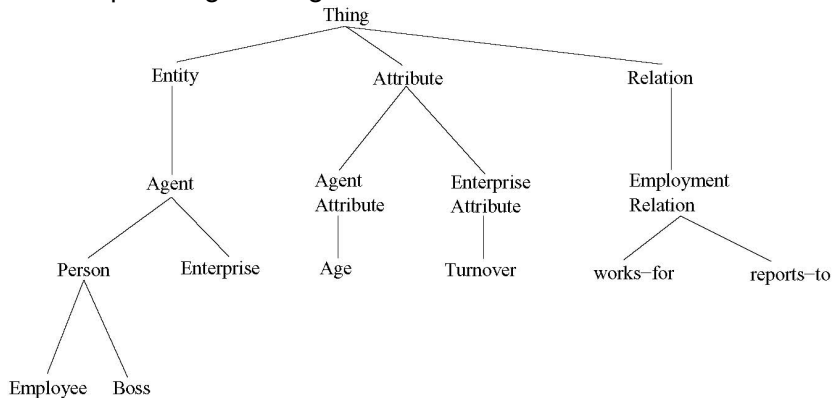 Thing
Entity
Attribute
Relation
Agent
Agent
Attribute
Enterprise
Attribute
Employment
Relation
Person
Enterprise
Age
Turnover
works−for
reports−to
Employee
Boss